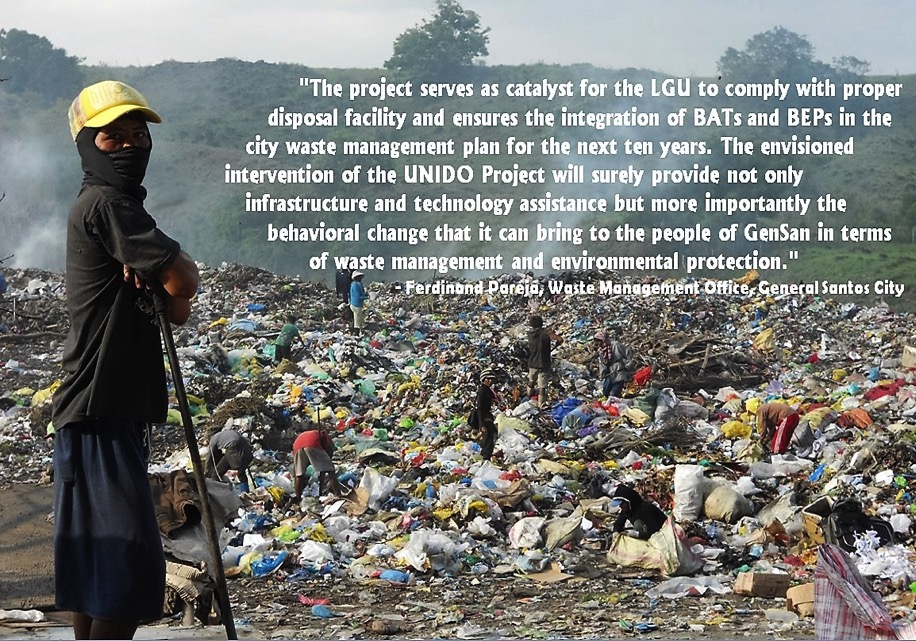 "The project serves as catalyst for the LGU to comply with proper
disposal facility and ensures the integration of BATs and BEPs in the
city waste management plan for the next ten years. The envisioned
intervention of the UNIDO Project will surely provide not only
infrastructure and technology assistance but more importantly the
behavioral change that it can bring to the people of GenSan in terms
of waste management and environmental protection."
- Ferdinand Pareja, Waste Management Office, General Santos City